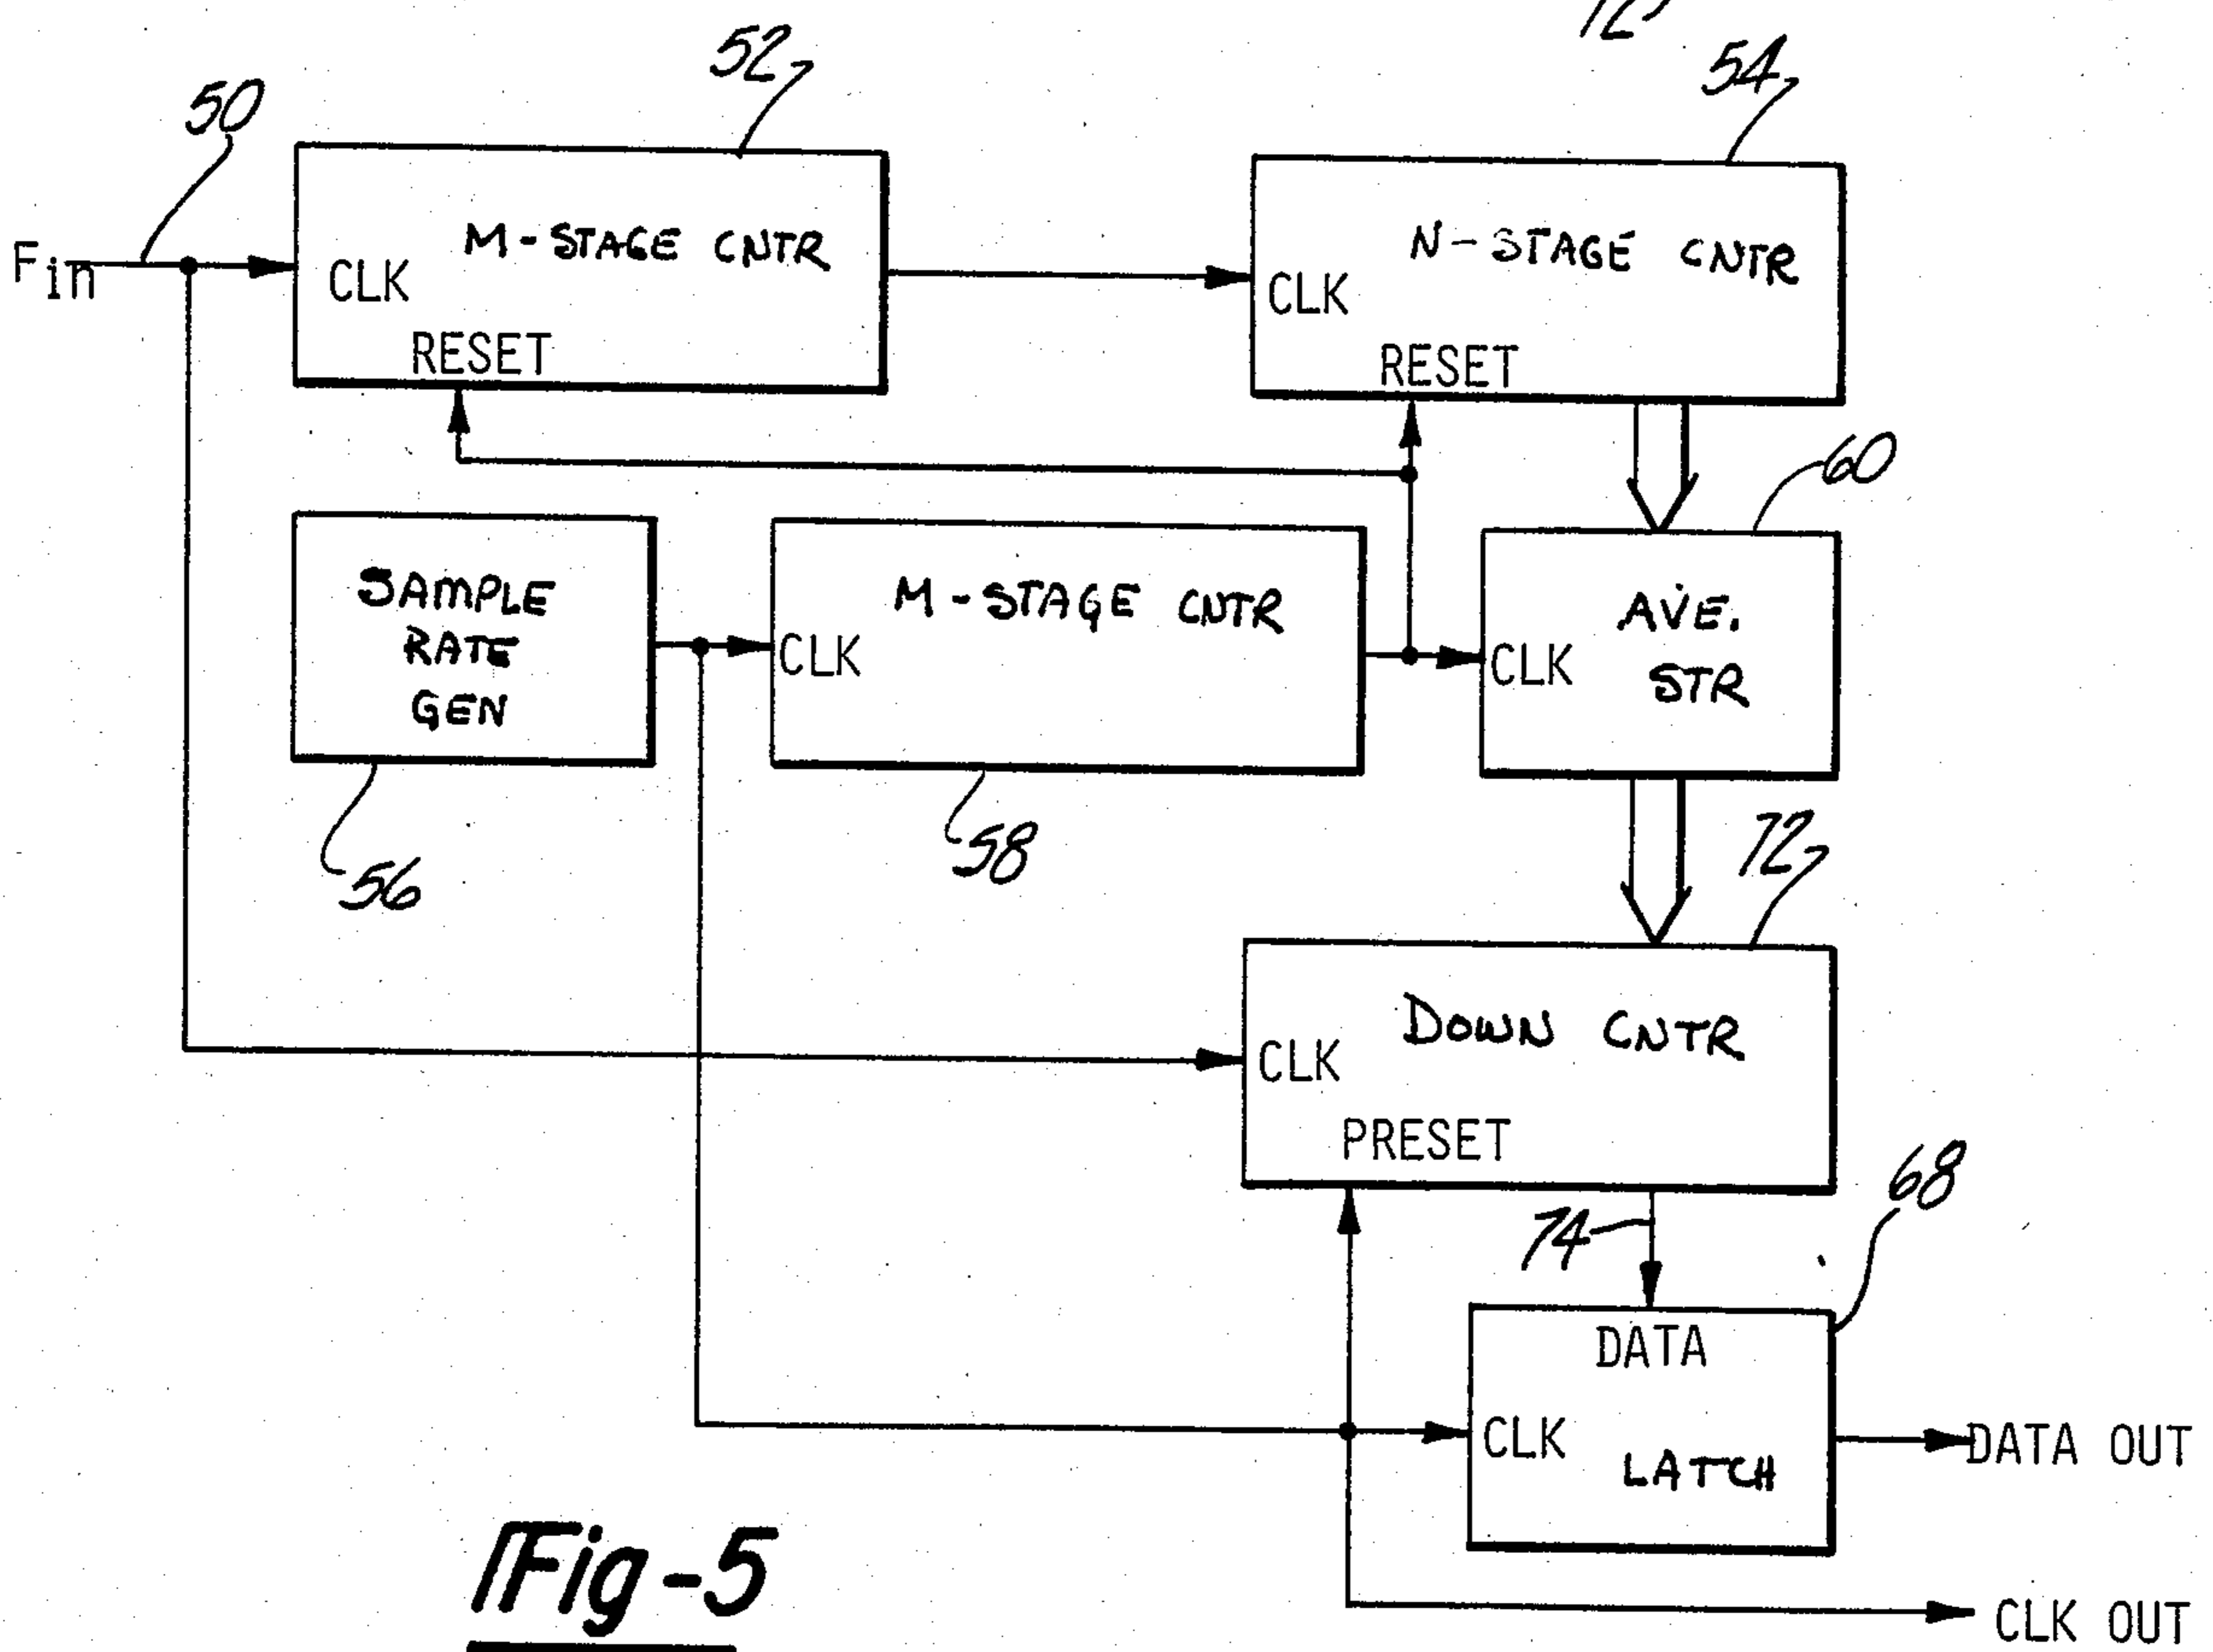 52
54
50
M-STAGE CNTR
N-STAGE CNTR
Fin
CLK
CLK
RESET
RESET
60
SAMPLE
RATE
GEN
M-STAGE CNTR
CLK
CLK
AVE.
STR
56
58
72
DOWN CNTR
CLK
PRESET
74
68
DATA
CLK
LATCH
DATA OUT
CLK OUT
Fig-5